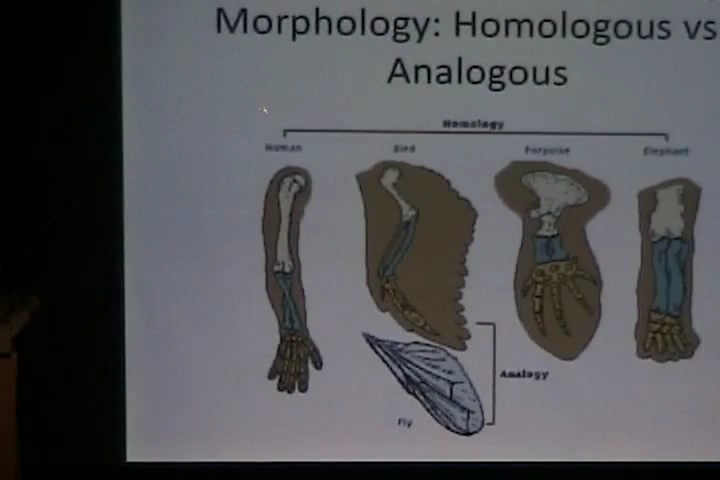 Morphology: Homologous vs
Analogous
Homology
Human
Bird
Porpoise
Elephant
Analogy
Fly